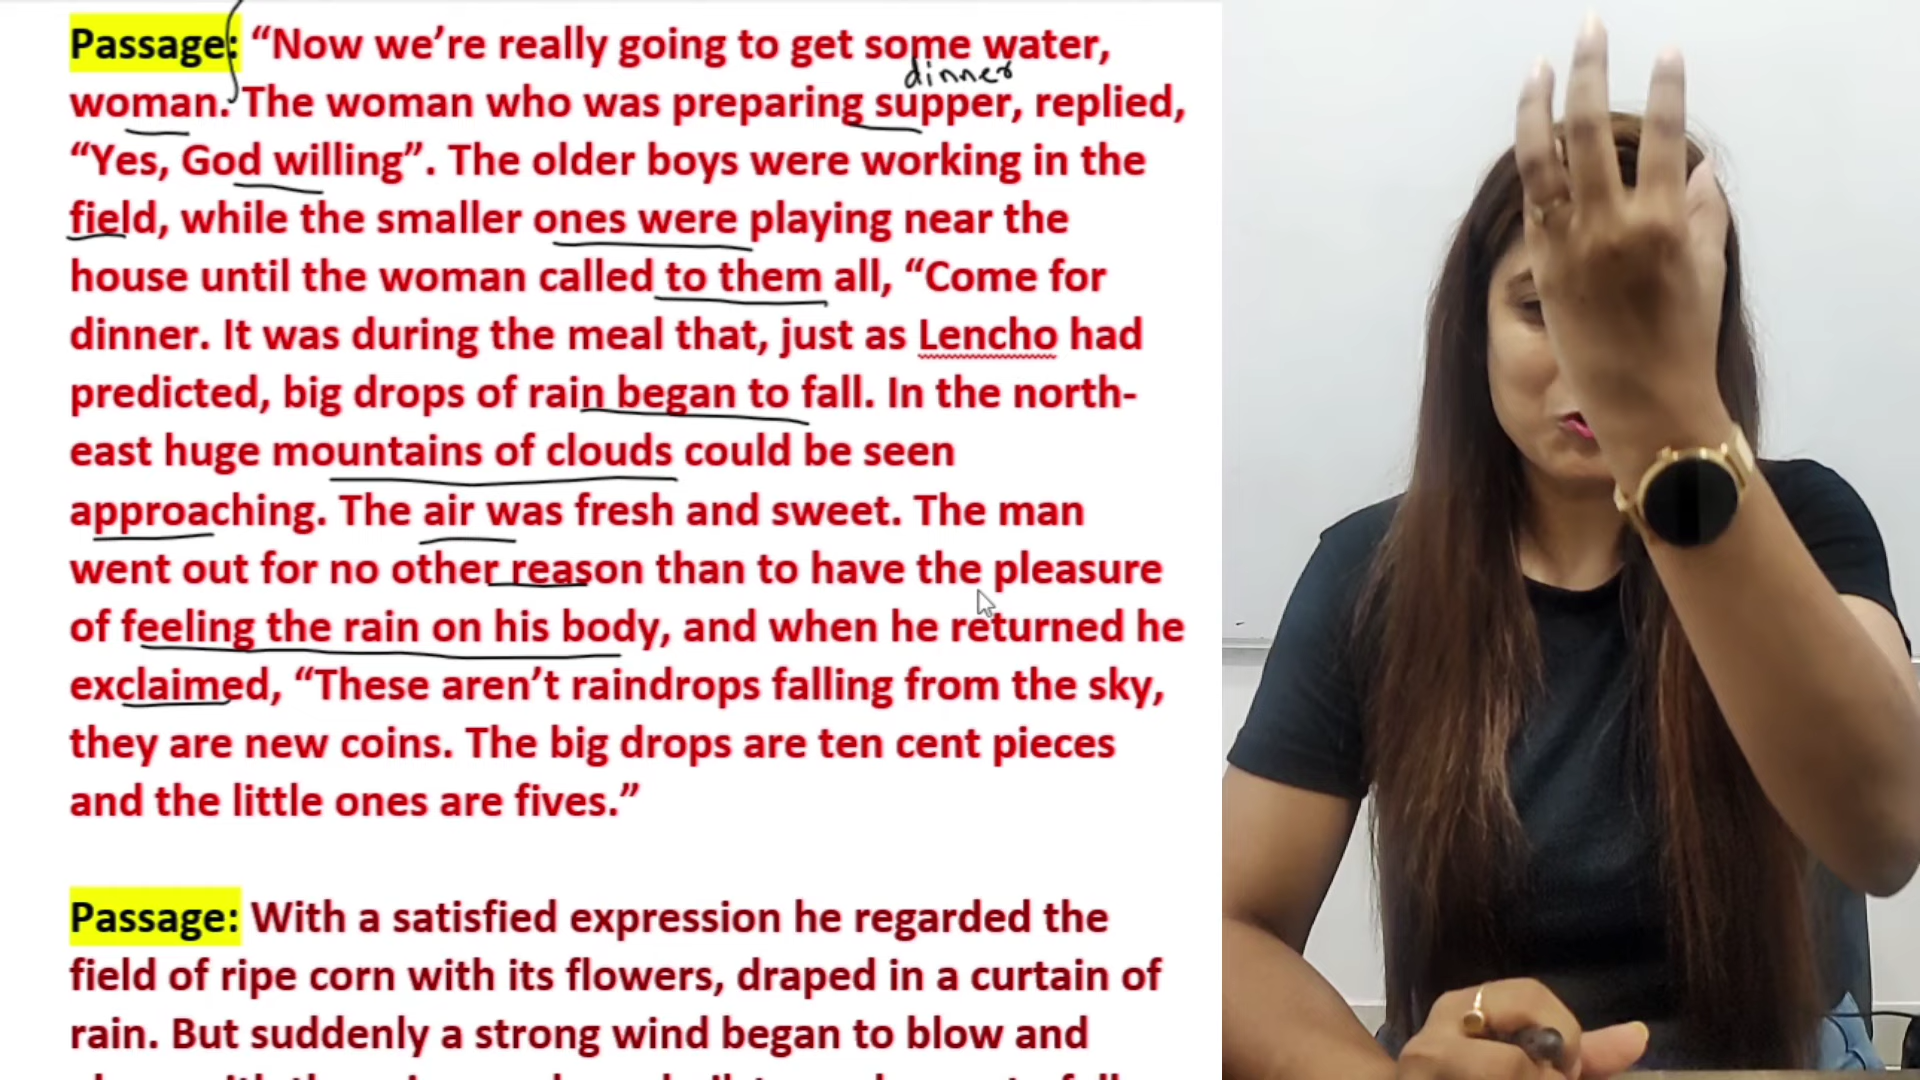 Passage: “Now we’re really going to get some water,
dinner
woman. The woman who was preparing supper, replied,
“Yes, God willing”. The older boys were working in the
field, while the smaller ones were playing near the
house until the woman called to them all, “Come for
dinner. It was during the meal that, just as Lencho had
predicted, big drops of rain began to fall. In the north-
east huge mountains of clouds could be seen
approaching. The air was fresh and sweet. The man
went out for no other reason than to have the pleasure
of feeling the rain on his body, and when he returned he
exclaimed, “These aren’t raindrops falling from the sky,
they are new coins. The big drops are ten cent pieces
and the little ones are fives.”
Passage: With a satisfied expression he regarded the
field of ripe corn with its flowers, draped in a curtain of
rain. But suddenly a strong wind began to blow and